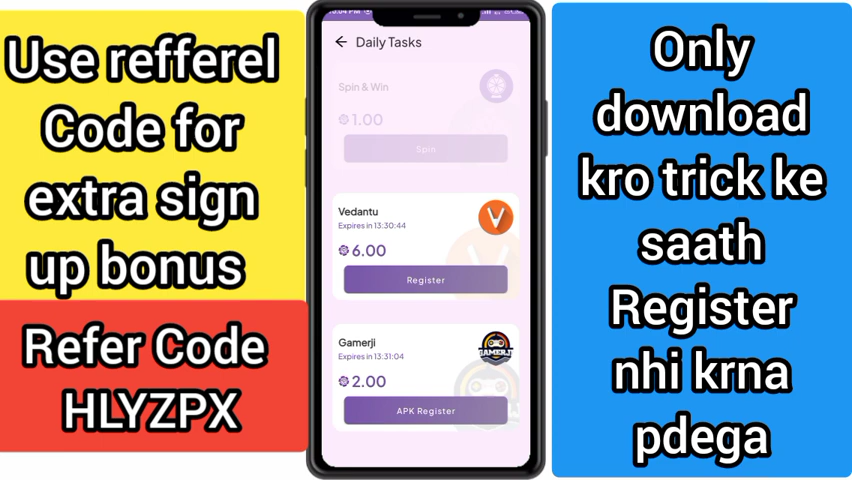 Use refferel
Code for
extra sign
up bonus
Refer Code
HLYZPX
Daily Tasks
Spin & Win
1.00
Spin
Vedantu
Expires in 13:30:44
6.00
Register
Gamerji
Expires in 13:31:04
GAMERJI
2.00
APK Register
Only
download
kro trick ke
saath
Register
nhi krna
pdega